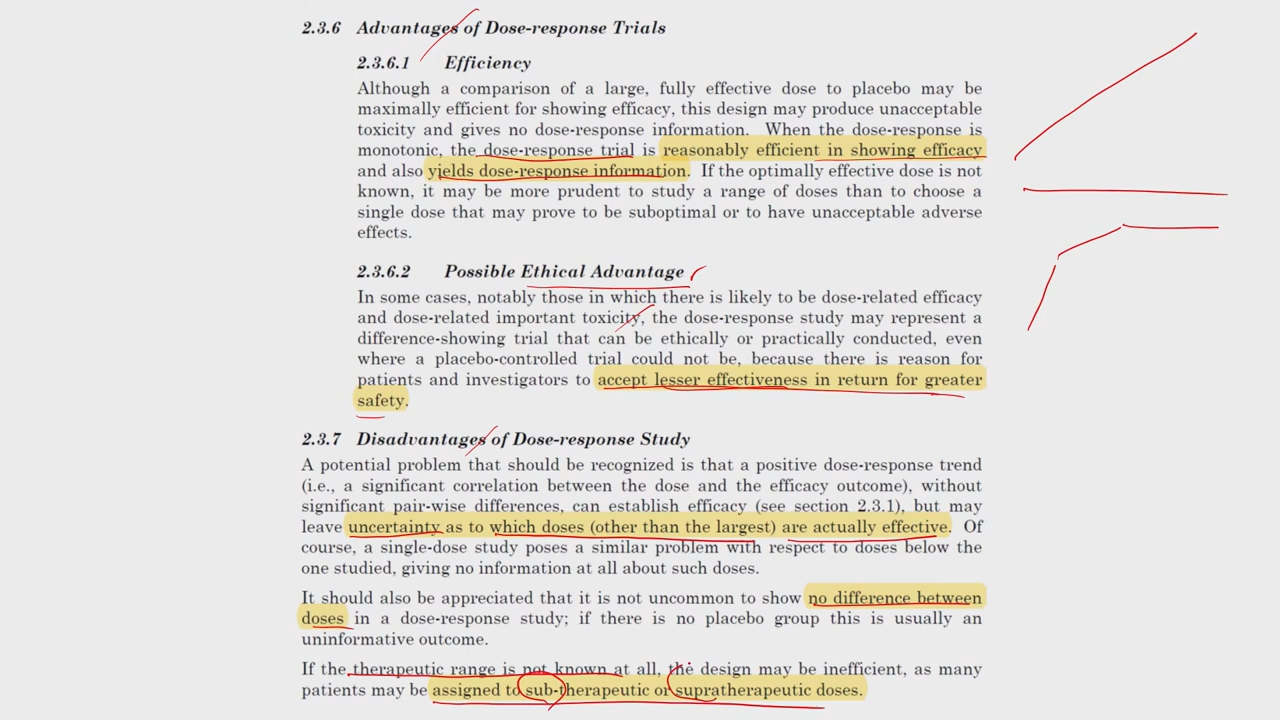 2.3.6 Advantages of Dose-response Trials
2.3.6.1 Efficiency
Although a comparison of a large, fully effective dose to placebo may be
maximally efficient for showing efficacy, this design may produce unacceptable
toxicity and gives no dose-response information. When the dose-response is
monotonic, the dose-response trial is reasonably efficient in showing efficacy
and also yields dose-response information. If the optimally effective dose is not
known, it may be more prudent to study a range of doses than to choose a
single dose that may prove to be suboptimal or to have unacceptable adverse
effects.
2.3.6.2 Possible Ethical Advantage
In some cases, notably those in which there is likely to be dose-related efficacy
and dose-related important toxicity, the dose-response study may represent a
difference-showing trial that can be ethically or practically conducted, even
where a placebo-controlled trial could not be, because there is reason for
patients and investigators to accept lesser effectiveness in return for greater
safety.
2.3.7 Disadvantages of Dose-response Study
A potential problem that should be recognized is that a positive dose-response trend
(i.e., a significant correlation between the dose and the efficacy outcome), without
significant pair-wise differences, can establish efficacy (see section 2.3.1), but may
leave uncertainty as to which doses (other than the largest) are actually effective. Of
course, a single-dose study poses a similar problem with respect to doses below the
one studied, giving no information at all about such doses.
It should also be appreciated that it is not uncommon to show no difference between
doses in a dose-response study; if there is no placebo group this is usually an
uninformative outcome.
If the therapeutic range is not known at all, the design may be inefficient, as many
patients may be assigned to sub-therapeutic or supratherapeutic doses.